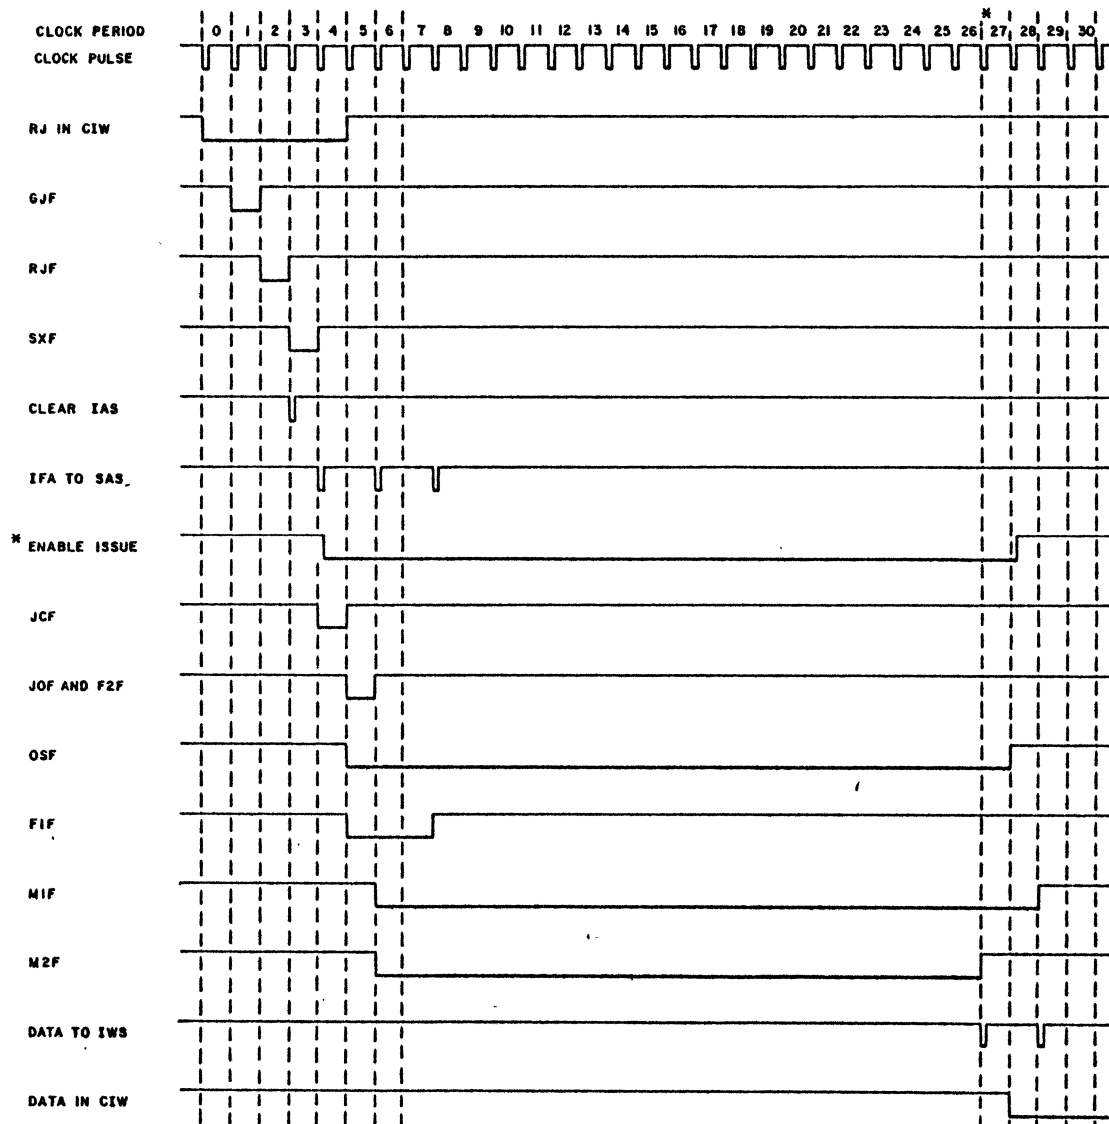 *
CLOCK PERIOD 0 1 2 3 4 5 6 7 8 9 10 11 12 13 14 15 16 17 18 19 20 21 22 23 24 25 26 27 28 29 30
CLOCK PULSE
RJ IN CIW
GJF
RJF
SXF
CLEAR IAS
IFA TO SAS
* ENABLE ISSUE
JCF
JOF AND F2F
OSF
F1F
M1F
M2F
DATA TO IWS
DATA IN CIW